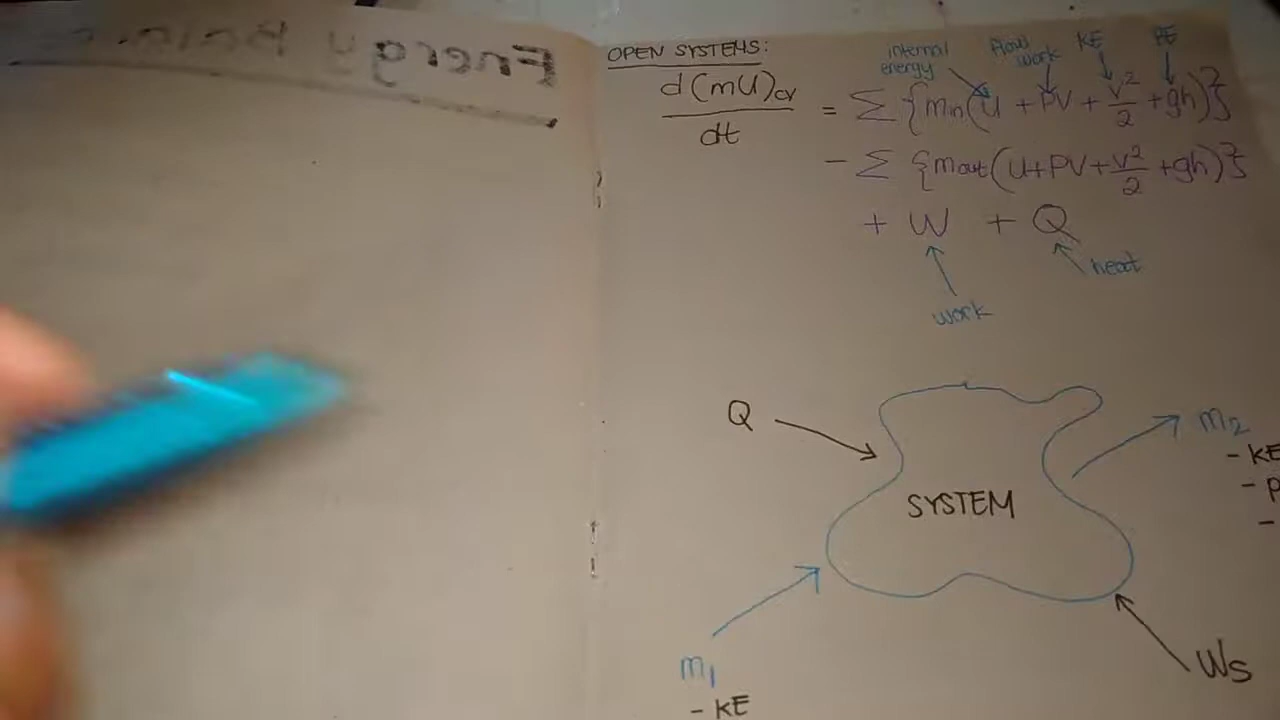 OPEN SYSTEMS:
internal energy
flow work
KE
PE
d(mU)cv/dt = Σ {min(U + PV + v²/2 + gh)}
- Σ {mout(U+PV+v²/2+gh)}
+ W + Q
heat
work
Q
m2
- KE
- P
-
SYSTEM
m1
- KE
Ws